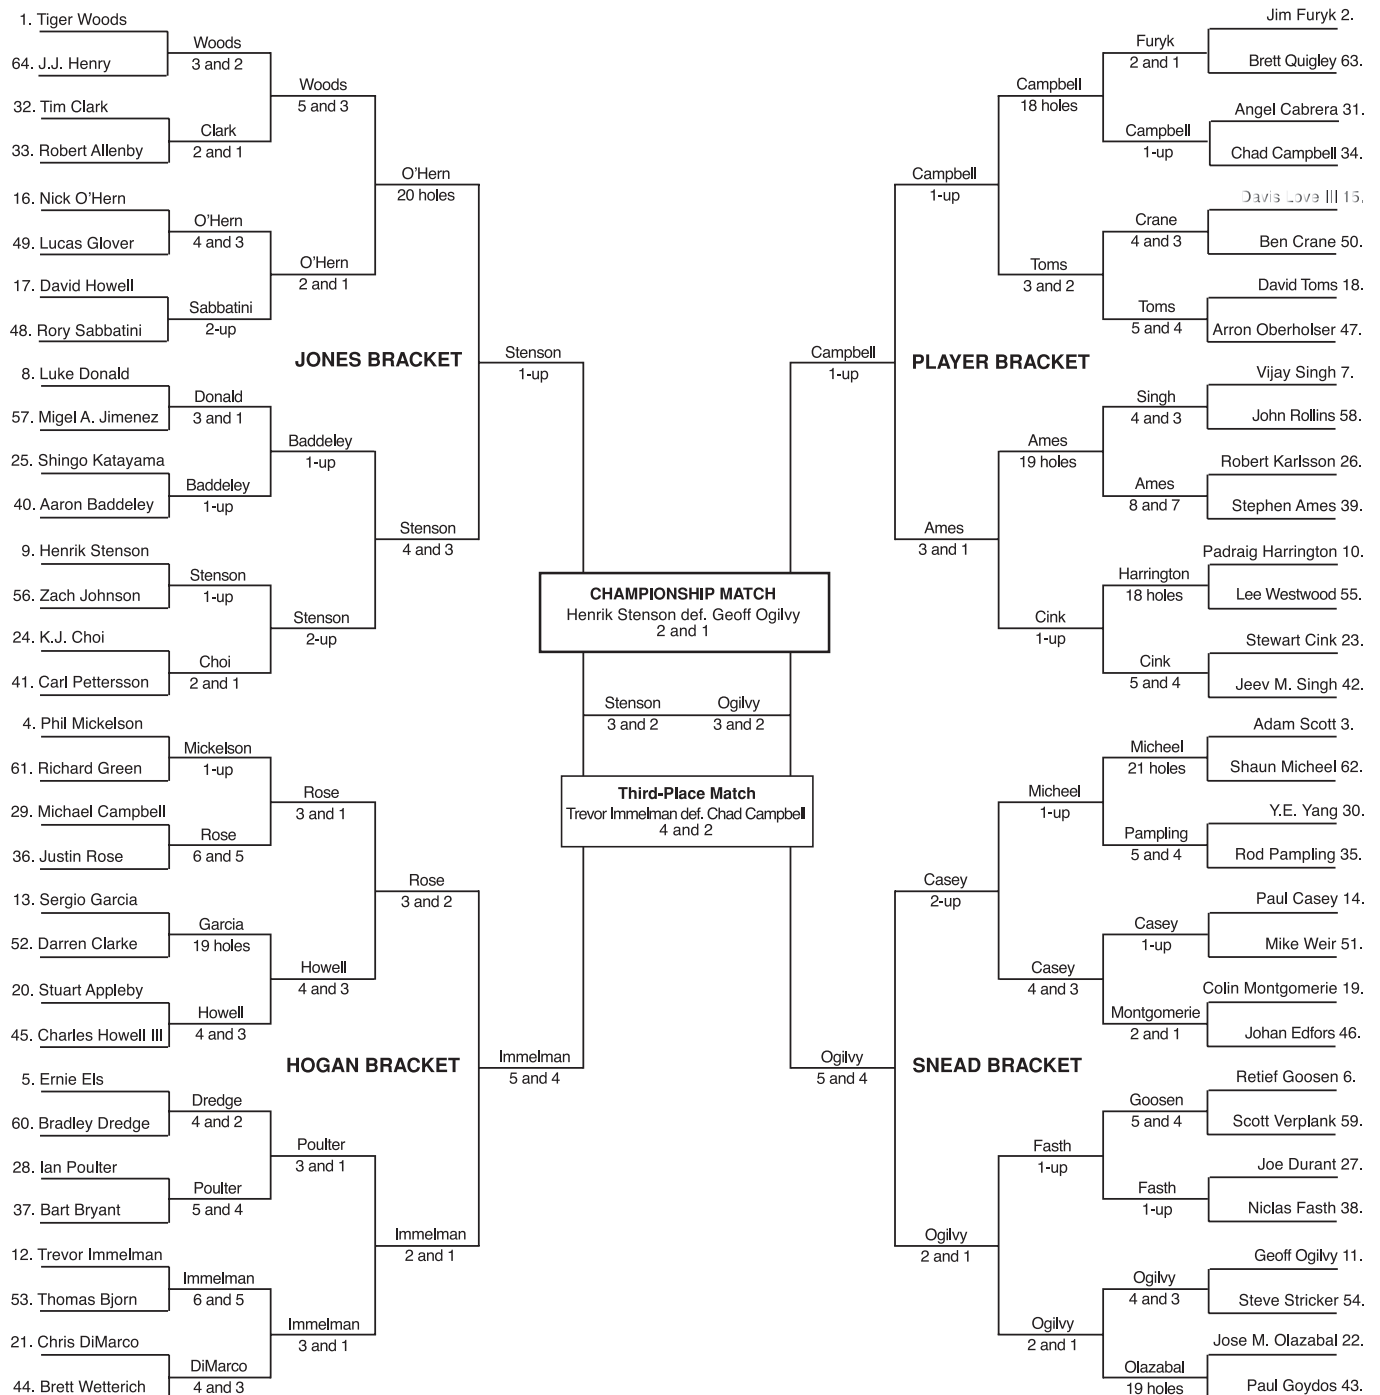 1. Tiger Woods
64. J.J. Henry
Woods
3 and 2
32. Tim Clark
33. Robert Allenby
Clark
2 and 1
Woods
5 and 3
16. Nick O'Hern
49. Lucas Glover
O'Hern
4 and 3
17. David Howell
48. Rory Sabbatini
Sabbatini
2-up
O'Hern
2 and 1
O'Hern
20 holes
JONES BRACKET
8. Luke Donald
57. Migel A. Jimenez
Donald
3 and 1
25. Shingo Katayama
40. Aaron Baddeley
Baddeley
1-up
Baddeley
1-up
9. Henrik Stenson
56. Zach Johnson
Stenson
1-up
24. K.J. Choi
41. Carl Pettersson
Choi
2 and 1
Stenson
2-up
Stenson
4 and 3
Stenson
1-up
4. Phil Mickelson
61. Richard Green
Mickelson
1-up
29. Michael Campbell
36. Justin Rose
Rose
6 and 5
Rose
3 and 1
13. Sergio Garcia
52. Darren Clarke
Garcia
19 holes
20. Stuart Appleby
45. Charles Howell III
Howell
4 and 3
Howell
4 and 3
Rose
3 and 2
HOGAN BRACKET
5. Ernie Els
60. Bradley Dredge
Dredge
4 and 2
28. Ian Poulter
37. Bart Bryant
Poulter
5 and 4
Poulter
3 and 1
12. Trevor Immelman
53. Thomas Bjorn
Immelman
6 and 5
21. Chris DiMarco
44. Brett Wetterich
DiMarco
4 and 3
Immelman
3 and 1
Immelman
2 and 1
Immelman
5 and 4
CHAMPIONSHIP MATCH
Henrik Stenson def. Geoff Ogilvy
2 and 1
Stenson
3 and 2
Ogilvy
3 and 2
Third-Place Match
Trevor Immelman def. Chad Campbell
4 and 2
Jim Furyk 2.
Brett Quigley 63.
Furyk
2 and 1
Angel Cabrera 31.
Chad Campbell 34.
Campbell
1-up
Campbell
18 holes
Davis Love III 15.
Ben Crane 50.
Crane
4 and 3
David Toms 18.
Arron Oberholser 47.
Toms
5 and 4
Toms
3 and 2
Campbell
1-up
PLAYER BRACKET
Vijay Singh 7.
John Rollins 58.
Singh
4 and 3
Robert Karlsson 26.
Stephen Ames 39.
Ames
8 and 7
Ames
19 holes
Padraig Harrington 10.
Lee Westwood 55.
Harrington
18 holes
Stewart Cink 23.
Jeev M. Singh 42.
Cink
5 and 4
Cink
1-up
Ames
3 and 1
Campbell
1-up
Adam Scott 3.
Shaun Micheel 62.
Micheel
21 holes
Y.E. Yang 30.
Rod Pampling 35.
Pampling
5 and 4
Micheel
1-up
Paul Casey 14.
Mike Weir 51.
Casey
1-up
Colin Montgomerie 19.
Johan Edfors 46.
Montgomerie
2 and 1
Casey
4 and 3
Casey
2-up
SNEAD BRACKET
Retief Goosen 6.
Scott Verplank 59.
Goosen
5 and 4
Joe Durant 27.
Niclas Fasth 38.
Fasth
1-up
Fasth
1-up
Geoff Ogilvy 11.
Steve Stricker 54.
Ogilvy
4 and 3
Jose M. Olazabal 22.
Paul Goydos 43.
Olazabal
19 holes
Ogilvy
2 and 1
Ogilvy
2 and 1
Ogilvy
5 and 4